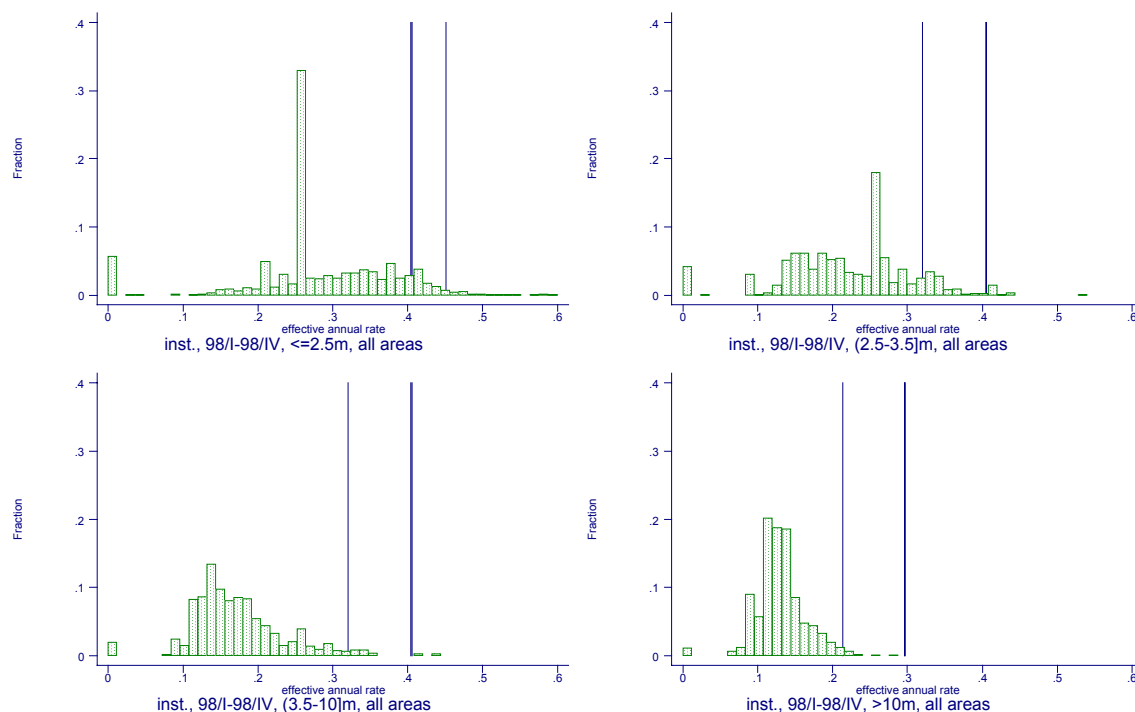 .4
.3
.2
.1
0
Fraction
0 .1 .2 .3 .4 .5 .6
effective annual rate
inst., 98/I-98/IV, <=2.5m, all areas
.4
.3
.2
.1
0
Fraction
0 .1 .2 .3 .4 .5 .6
effective annual rate
inst., 98/I-98/IV, (2.5-3.5]m, all areas
.4
.3
.2
.1
0
Fraction
0 .1 .2 .3 .4 .5 .6
effective annual rate
inst., 98/I-98/IV, (3.5-10]m, all areas
.4
.3
.2
.1
0
Fraction
0 .1 .2 .3 .4 .5 .6
effective annual rate
inst., 98/I-98/IV, >10m, all areas